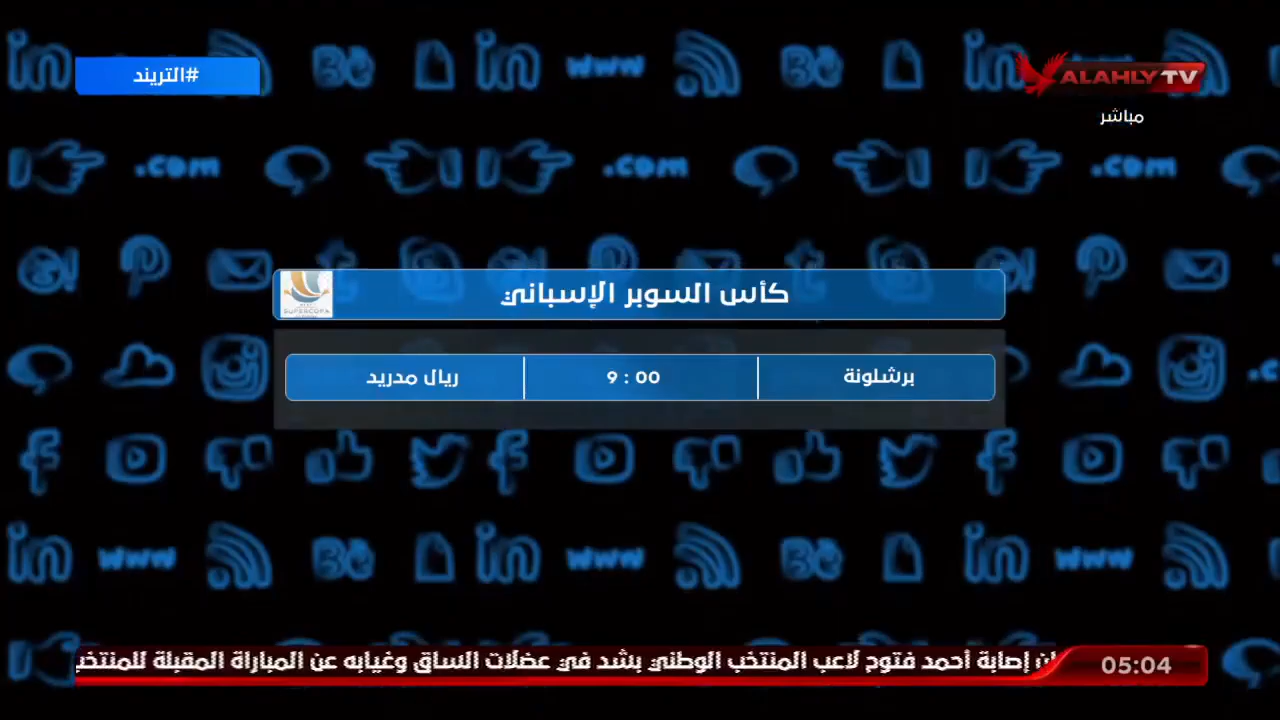 #التريند
ALAHLY TV
مباشر
كأس السوبر الإسباني
SUPERCOPA
برشلونة
9 : 00
ريال مدريد
05:04
إصابة أحمد فتوح لاعب المنتخب الوطني بشد في عضلات الساق وغيابه عن المباراة المقبلة للمنتخب